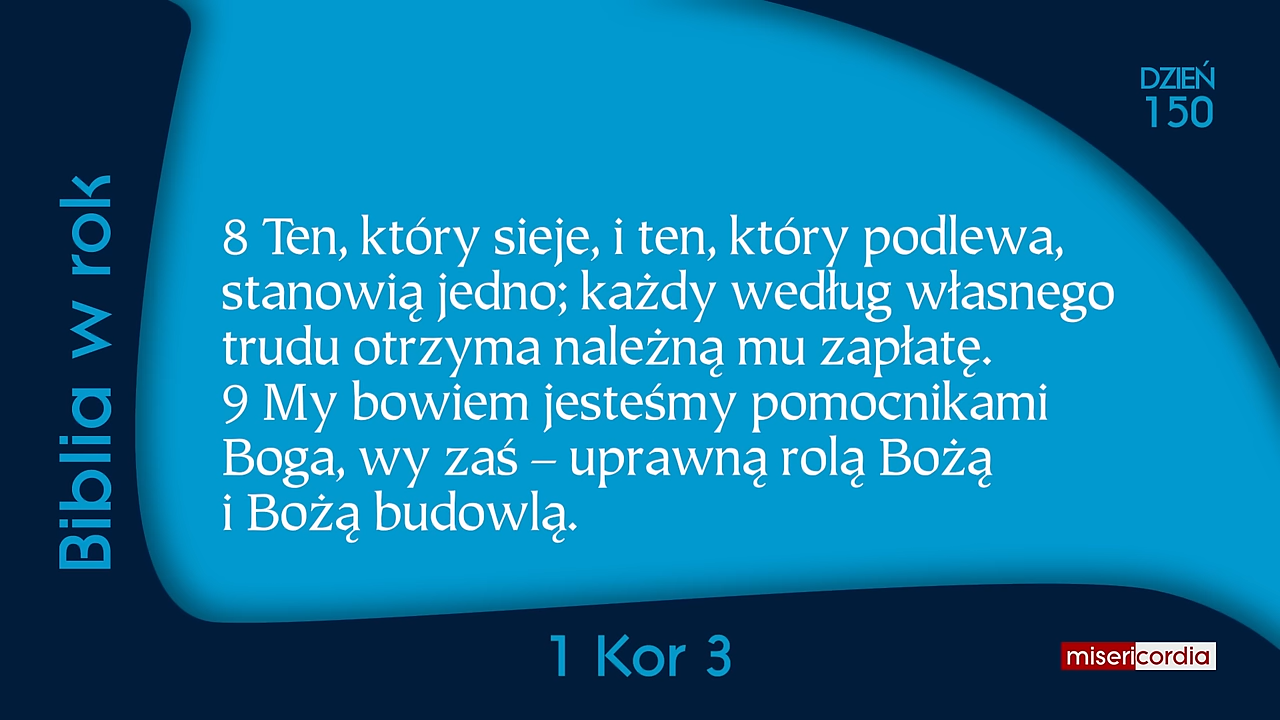 DZIEŃ
150
Biblia w rok
8 Ten, który sieje, i ten, który podlewa,
stanowią jedno; każdy według własnego
trudu otrzyma należną mu zapłatę.
9 My bowiem jesteśmy pomocnikami
Boga, wy zaś – uprawną rolą Bożą
i Bożą budowlą.
1 Kor 3
misericordia